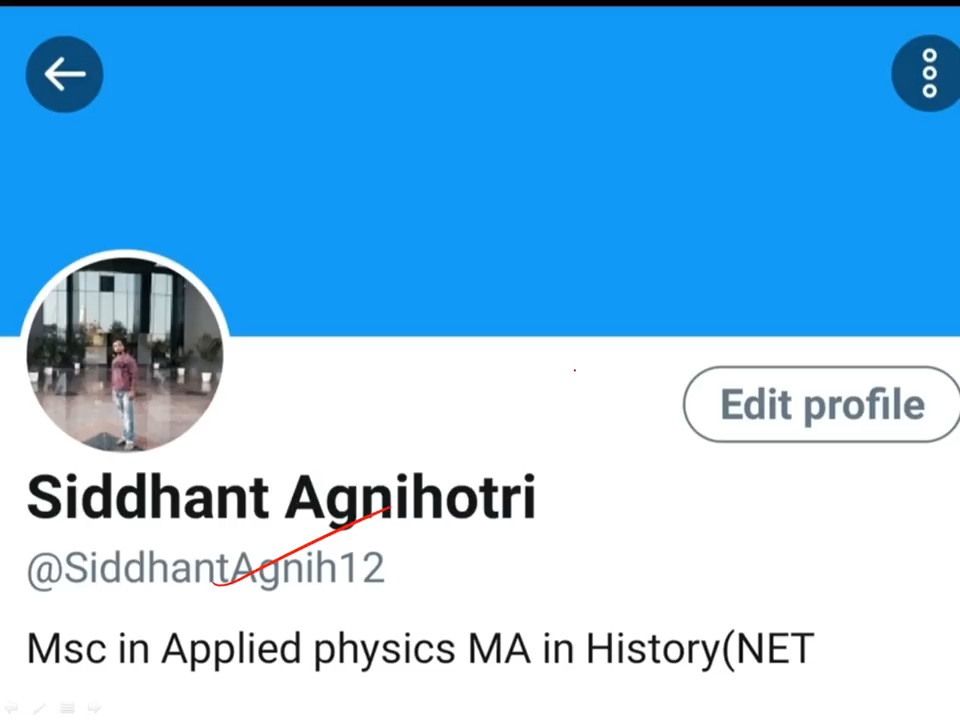 Edit profile
Siddhant Agnihotri
@SiddhantAgnih12
Msc in Applied physics MA in History(NET